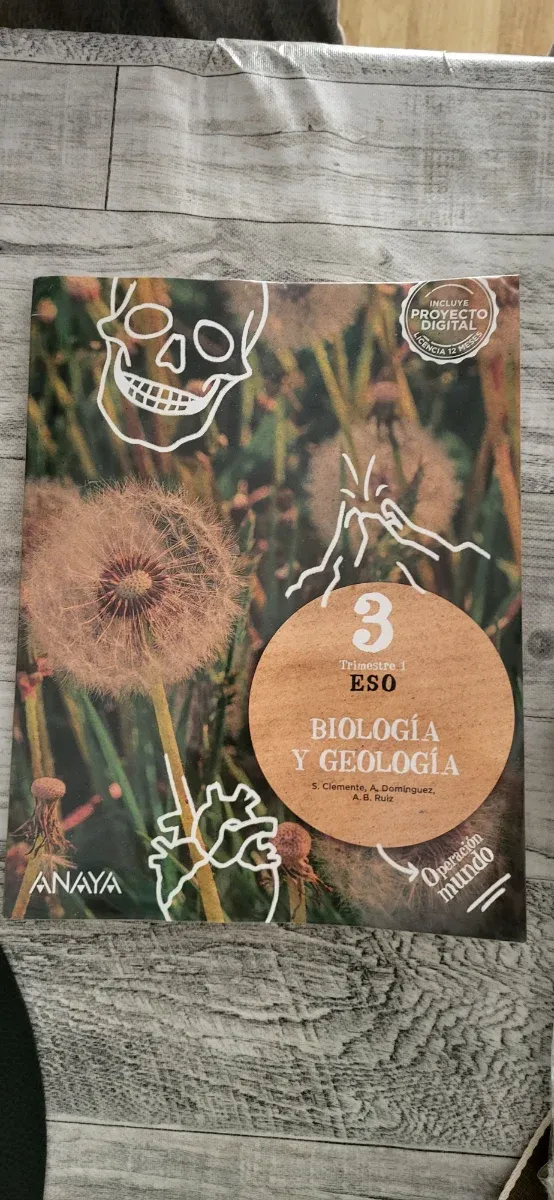 INCLUYE
PROYECTO
DIGITAL
LICENCIA 12 MESES
3
Trimestre 1
ESO
BIOLOGÍA
Y GEOLOGÍA
S. Clemente, A. Domínguez,
A. B. Ruiz
Operación
mundo
ANAYA